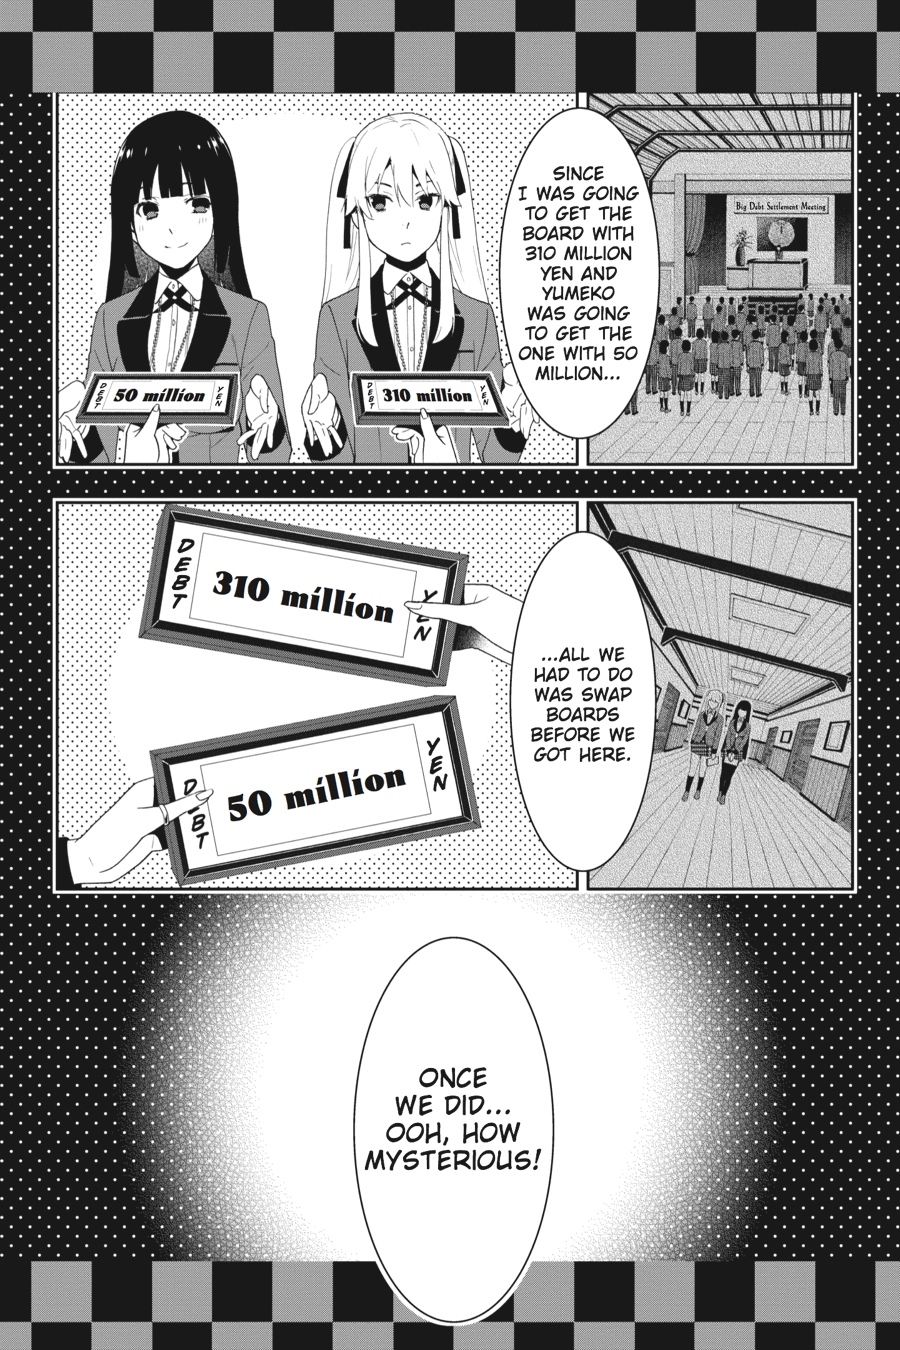 SINCE
I WAS GOING
TO GET THE
BOARD WITH
310 MILLION
YEN AND
YUMEKO
WAS GOING
TO GET THE
ONE WITH 50
MILLION...
Big Debt Settlement Meeting
DEBT
50 million
YEN
DEBT
310 million
YEN
DEBT
310 million
YEN
DEBT
50 million
YEN
...ALL WE
HAD TO DO
WAS SWAP
BOARDS
BEFORE WE
GOT HERE.
ONCE
WE DID...
OOH, HOW
MYSTERIOUS!